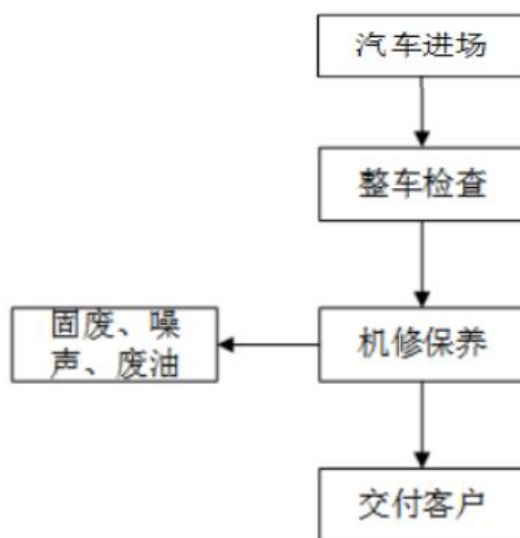 汽车进场
整车检查
固废、噪
声、废油
机修保养
交付客户